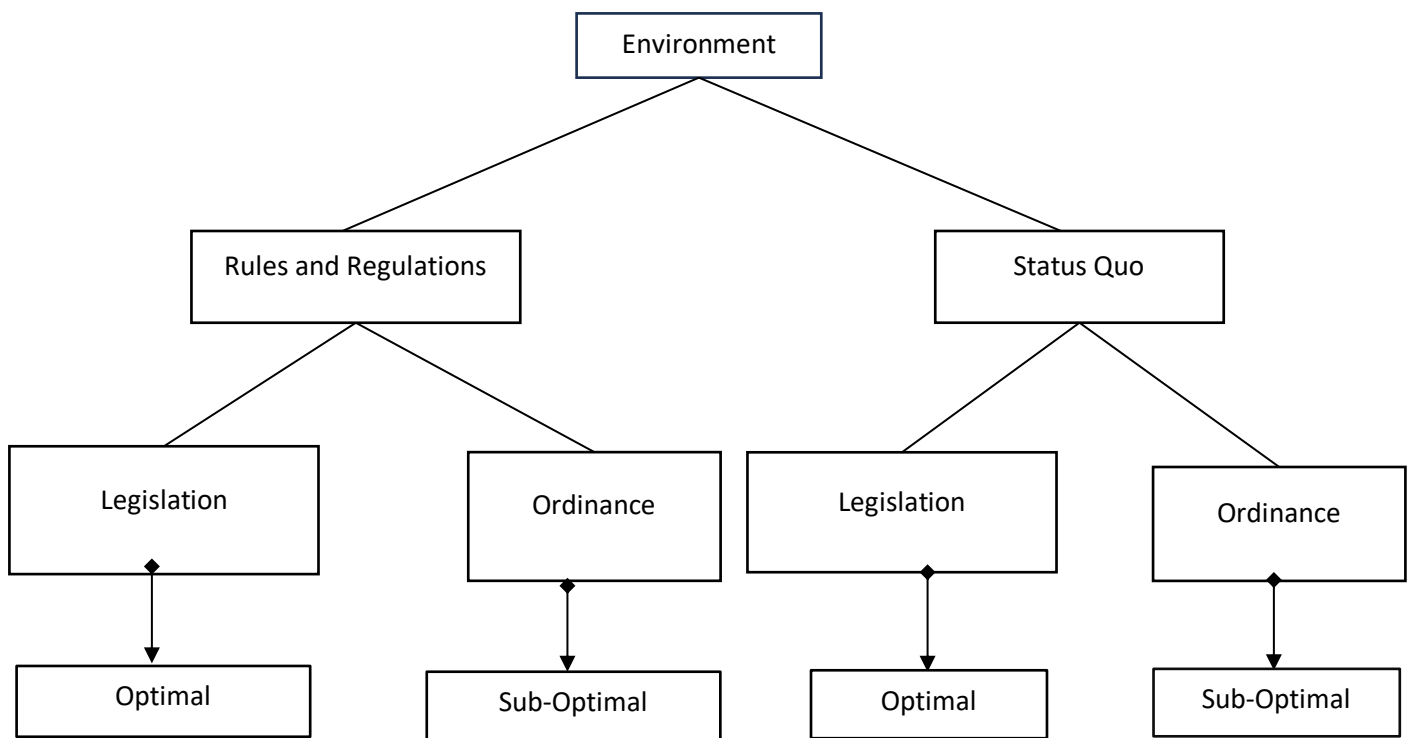 Environment
Rules and Regulations
Status Quo
Legislation
Ordinance
Legislation
Ordinance
Optimal
Sub-Optimal
Optimal
Sub-Optimal